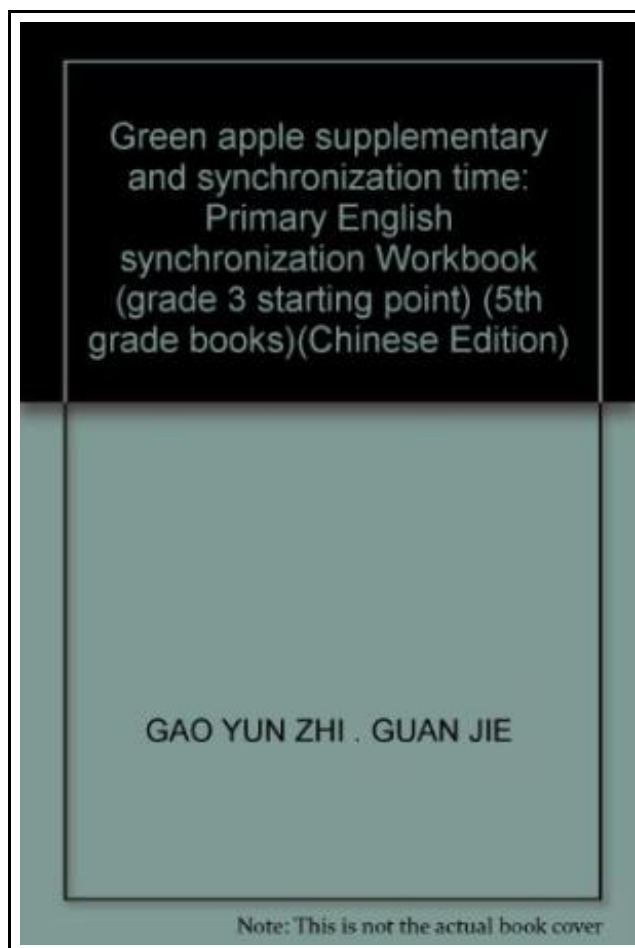 Green apple supplementary
and synchronization time:
Primary English
synchronization Workbook
(grade 3 starting point) (5th
grade books)(Chinese Edition)
GAO YUN ZHI . GUAN JIE
Note: This is not the actual book cover